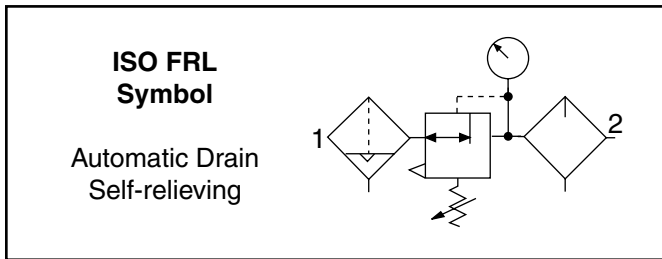 ISO FRL
Symbol
Automatic Drain
Self-relieving
1
2